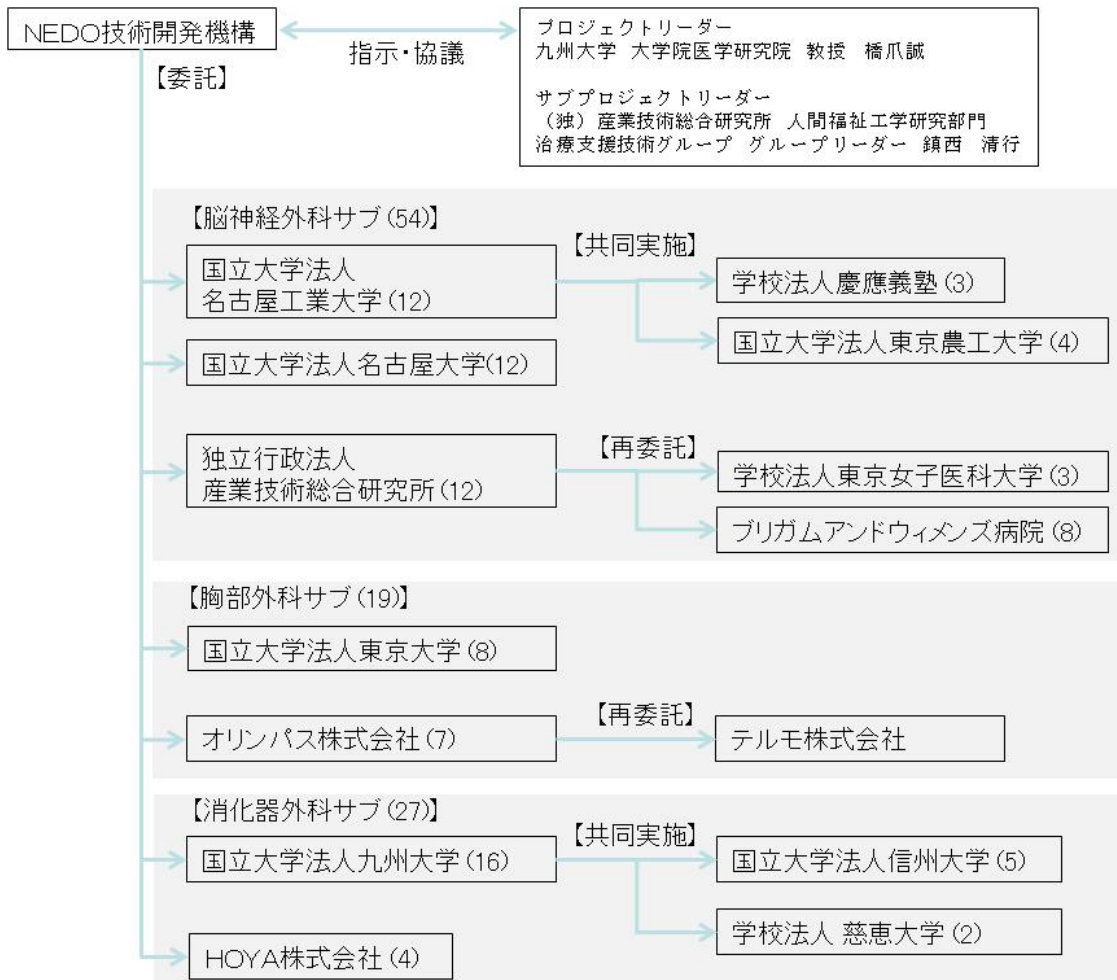 NEDO技術開発機構
指示・協議
【委託】
プロジェクトリーダー
九州大学 大学院医学研究院 教授 橋爪誠
サブプロジェクトリーダー
(独)産業技術総合研究所 人間福祉工学研究部門
治療支援技術グループ グループリーダー 鎮西 清行
【脳神経外科サブ(54)】
国立大学法人
名古屋工業大学(12)
【共同実施】
学校法人慶應義塾(3)
国立大学法人東京農工大学(4)
国立大学法人名古屋大学(12)
独立行政法人
産業技術総合研究所(12)
【再委託】
学校法人東京女子医科大学(3)
ブリガムアンドウィメンズ病院(8)
【胸部外科サブ(19)】
国立大学法人東京大学(8)
オリンパス株式会社(7)
【再委託】
テルモ株式会社
【消化器外科サブ(27)】
国立大学法人九州大学(16)
【共同実施】
国立大学法人信州大学(5)
学校法人 慈恵大学(2)
HOYA株式会社(4)